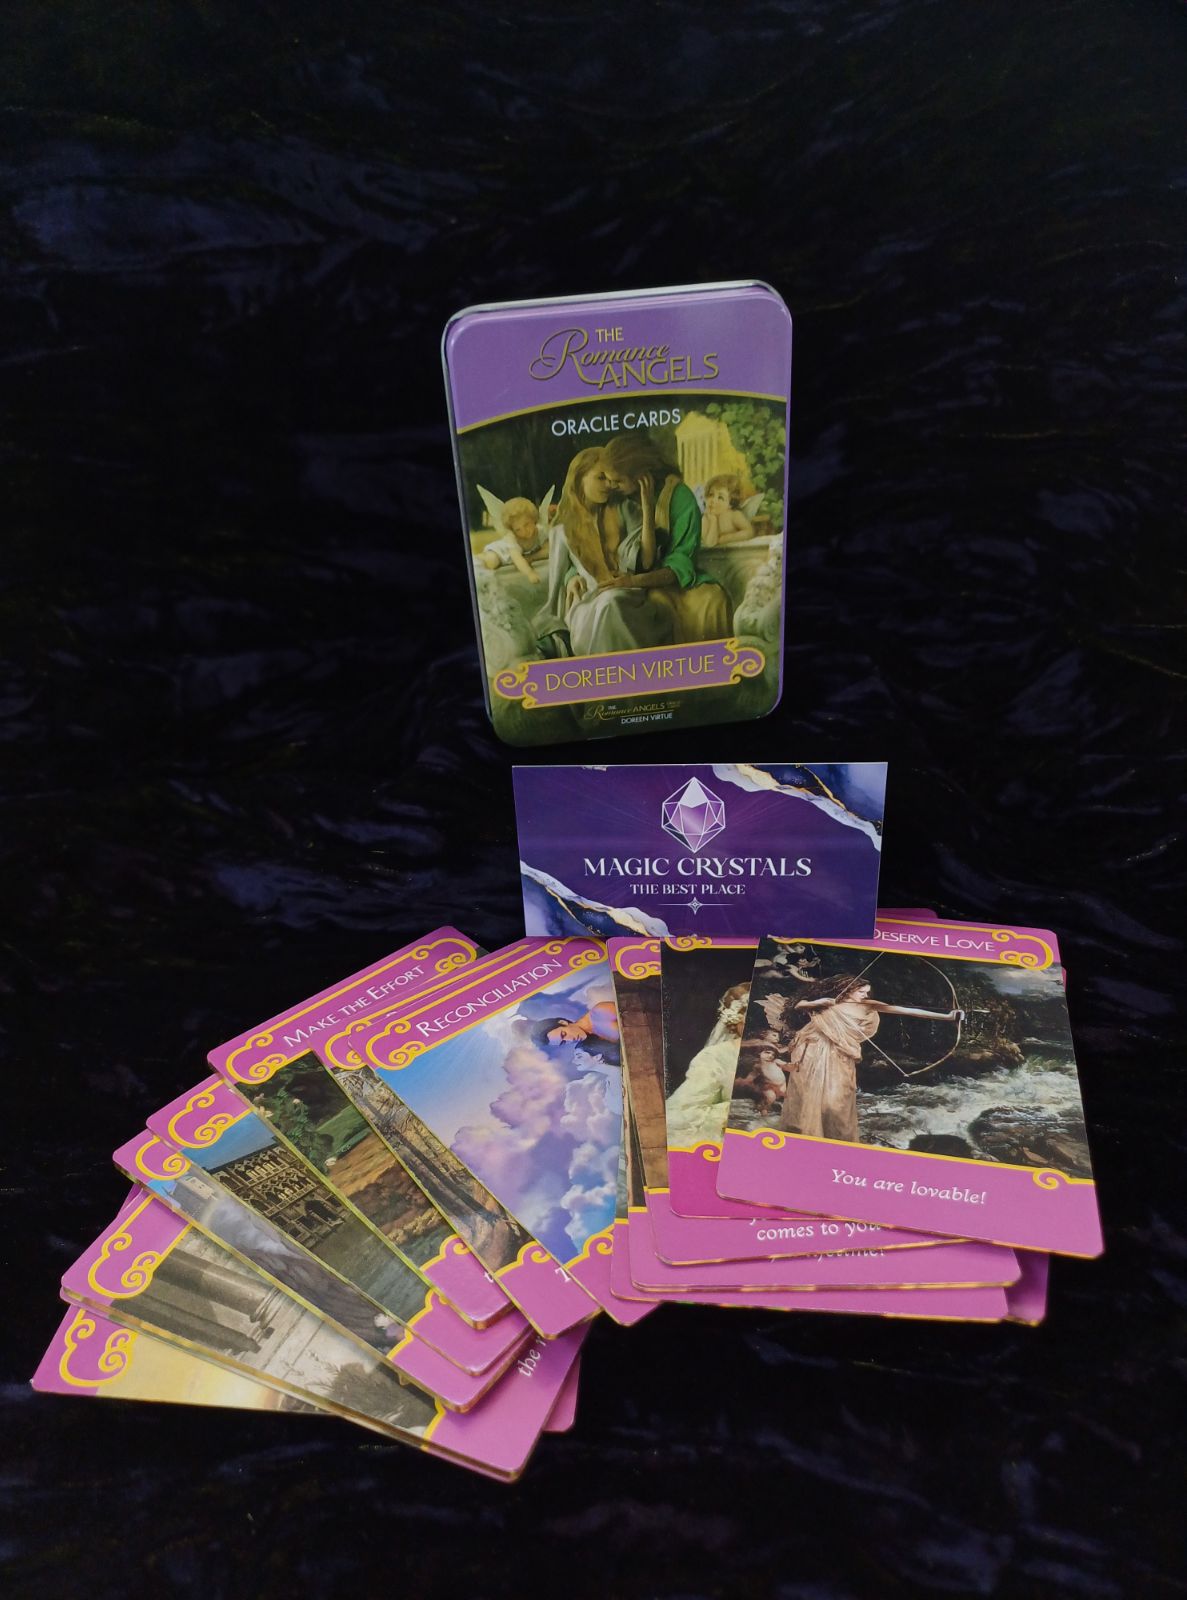 THE
Romance
ANGELS
ORACLE CARDS
DOREEN VIRTUE
THE
Romance ANGELS
DOREEN VIRTUE
MAGIC CRYSTALS
THE BEST PLACE
DESERVE LOVE
MAKE THE EFFORT
RECONCILIATION
You are lovable!
comes to you
the